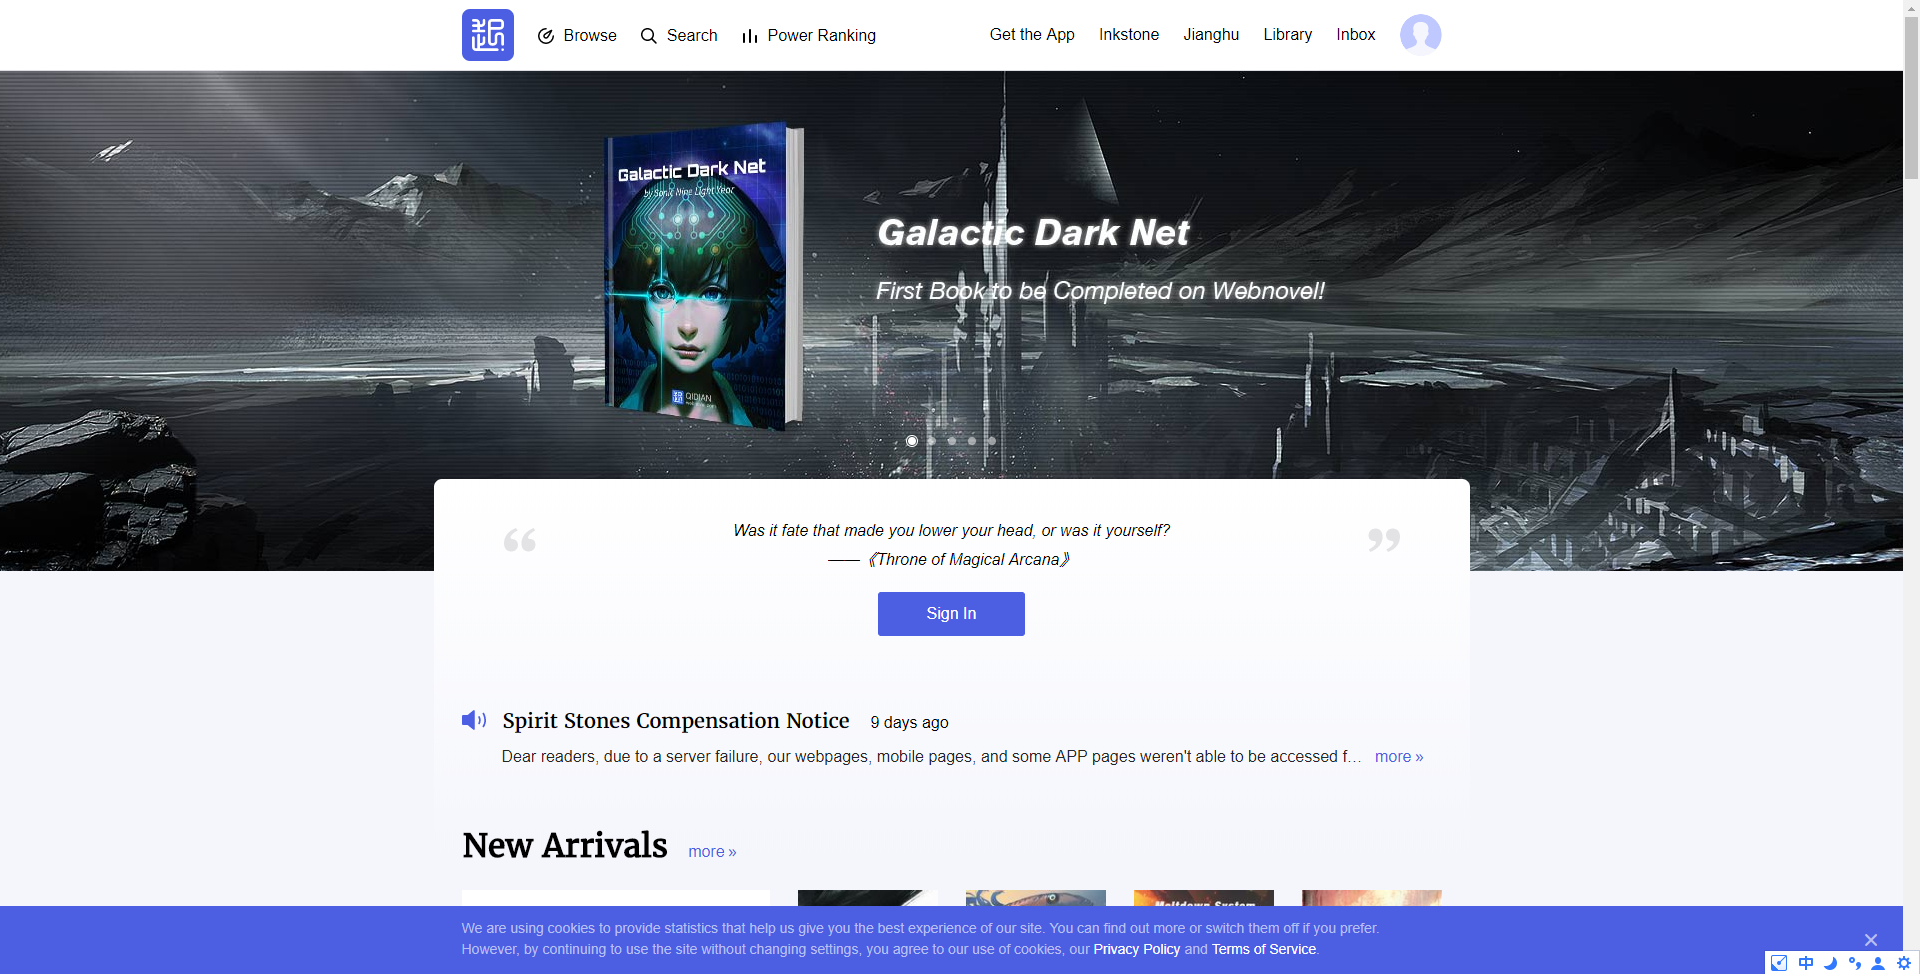 Browse
Search
Power Ranking
Get the App
Inkstone
Jianghu
Library
Inbox
Galactic Dark Net
by Sonic Nine Light Year
QIDIAN
Galactic Dark Net
First Book to be Completed on Webnovel!
Was it fate that made you lower your head, or was it yourself?
——《Throne of Magical Arcana》
Sign In
Spirit Stones Compensation Notice 9 days ago
Dear readers, due to a server failure, our webpages, mobile pages, and some APP pages weren't able to be accessed f... more »
New Arrivals more »
Meltdown System
We are using cookies to provide statistics that help us give you the best experience of our site. You can find out more or switch them off if you prefer.
However, by continuing to use the site without changing settings, you agree to our use of cookies, our Privacy Policy and Terms of Service.
中